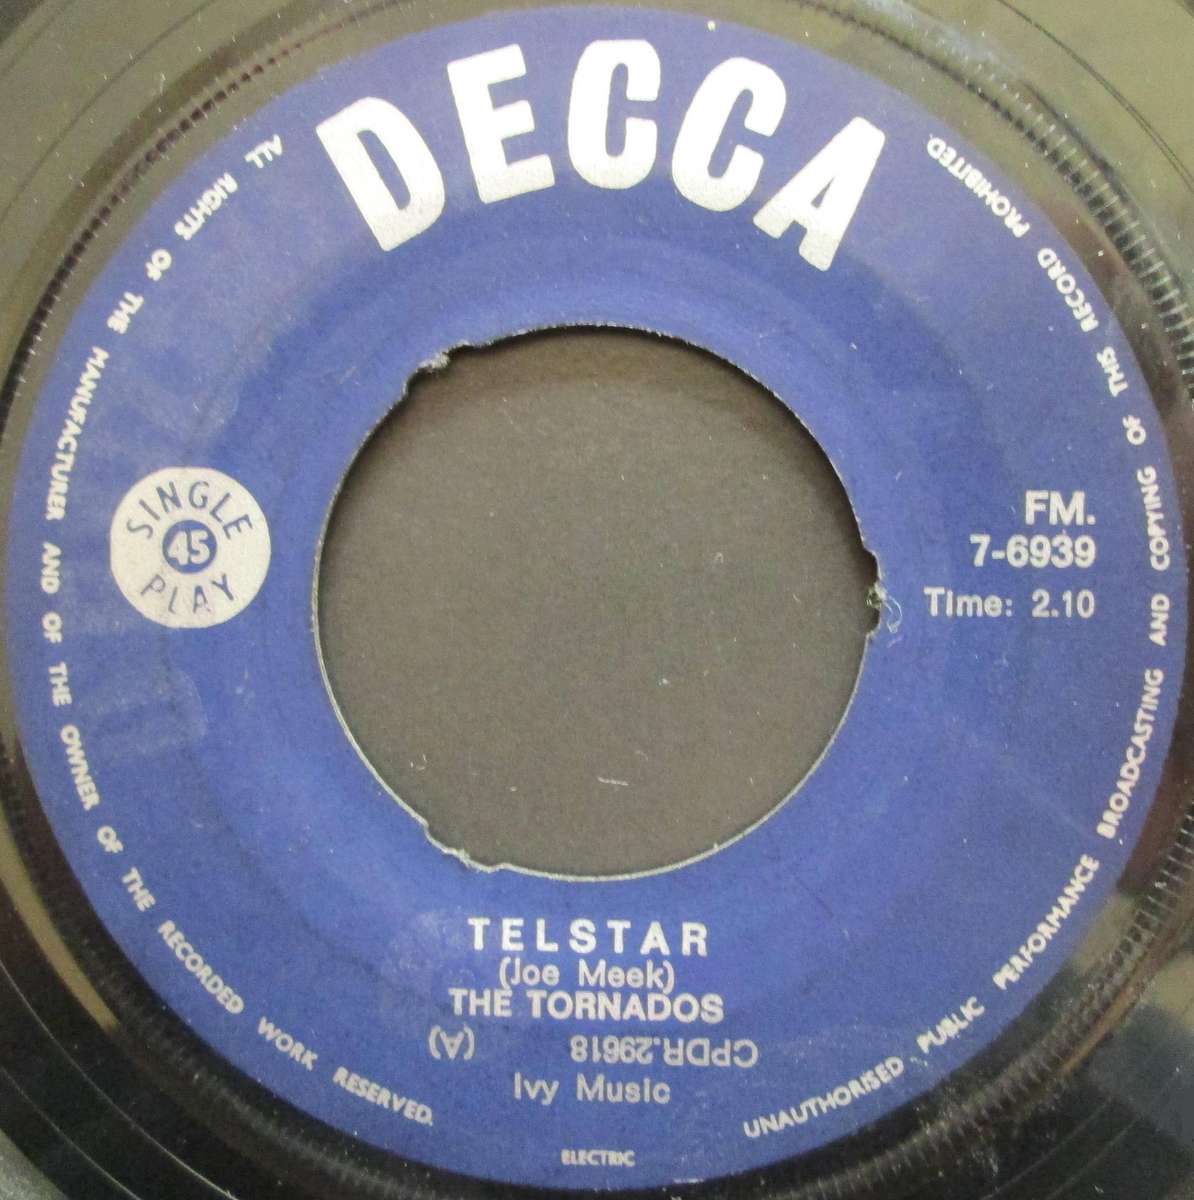 DECCA
ALL RIGHTS OF THE MANUFACTURER AND OF THE OWNER OF THE RECORDED WORK RESERVED.
UNAUTHORISED PUBLIC PERFORMANCE BROADCASTING AND COPYING OF THIS RECORD PROHIBITED.
SINGLE
45
PLAY
FM.
7-6939
Time: 2.10
TELSTAR
(Joe Meek)
THE TORNADOS
(A) CPDR.29618
Ivy Music
ELECTRIC